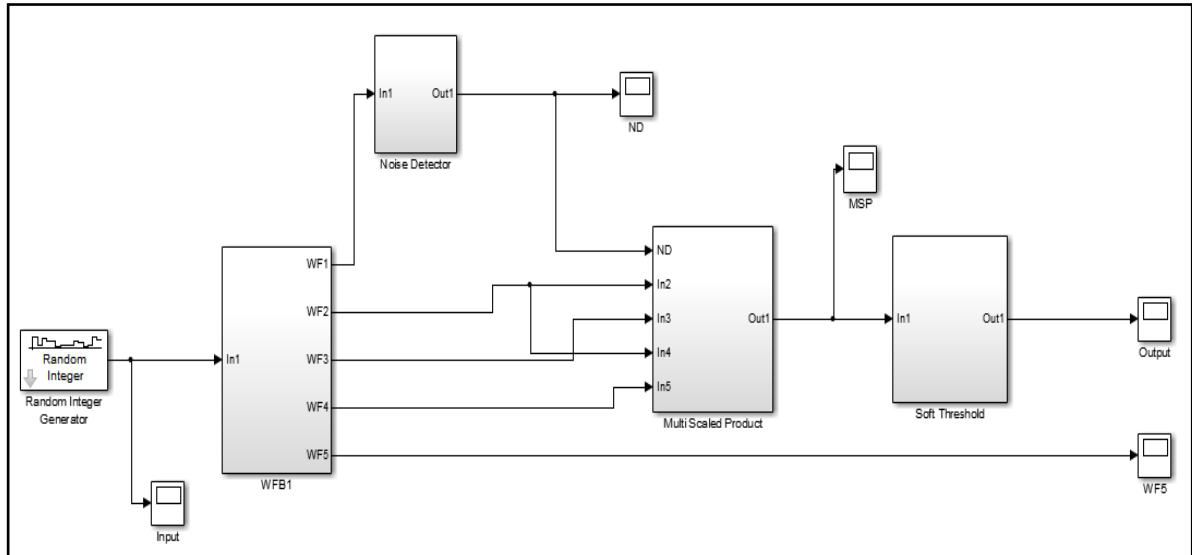 In1
Out1
Noise Detector
ND
MSP
WF1
WF2
WF3
WF4
WF5
In1
WFB1
Random
Integer
Random Integer
Generator
Input
ND
In2
In3
In4
In5
Out1
Multi Scaled Product
In1
Out1
Soft Threshold
Output
WF5